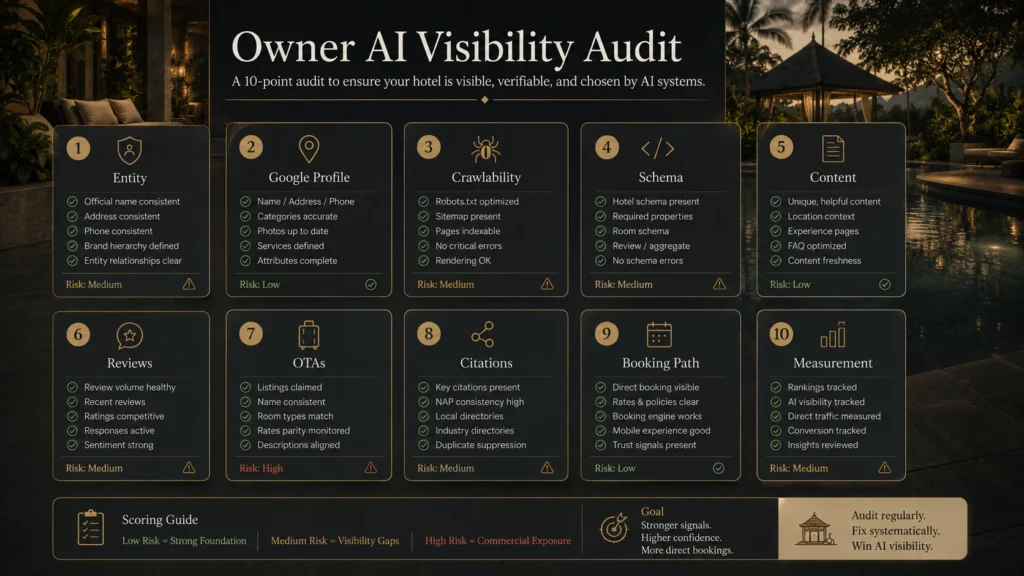 Owner AI Visibility Audit
A 10-point audit to ensure your hotel is visible, verifiable, and chosen by AI systems.
1
Entity
Official name consistent
Address consistent
Phone consistent
Brand hierarchy defined
Entity relationships clear
Risk: Medium
2
Google Profile
Name / Address / Phone
Categories accurate
Photos up to date
Services defined
Attributes complete
Risk: Low
3
Crawlability
Robots.txt optimized
Sitemap present
Pages indexable
No critical errors
Rendering OK
Risk: Medium
4
Schema
Hotel schema present
Required properties
Room schema
Review / aggregate
No schema errors
Risk: Medium
5
Content
Unique, helpful content
Location context
Experience pages
FAQ optimized
Content freshness
Risk: Low
6
Reviews
Review volume healthy
Recent reviews
Ratings competitive
Responses active
Sentiment strong
Risk: Medium
7
OTAs
Listings claimed
Name consistent
Room types match
Rates parity monitored
Descriptions aligned
Risk: High
8
Citations
Key citations present
NAP consistency high
Local directories
Industry directories
Duplicate suppression
Risk: Medium
9
Booking Path
Direct booking visible
Rates & policies clear
Booking engine works
Mobile experience good
Trust signals present
Risk: Low
10
Measurement
Rankings tracked
AI visibility tracked
Direct traffic measured
Conversion tracked
Insights reviewed
Risk: Medium
Scoring Guide
Low Risk = Strong Foundation
Medium Risk = Visibility Gaps
High Risk = Commercial Exposure
Goal
Stronger signals.
Higher confidence.
More direct bookings.
Audit regularly.
Fix systematically.
Win AI visibility.